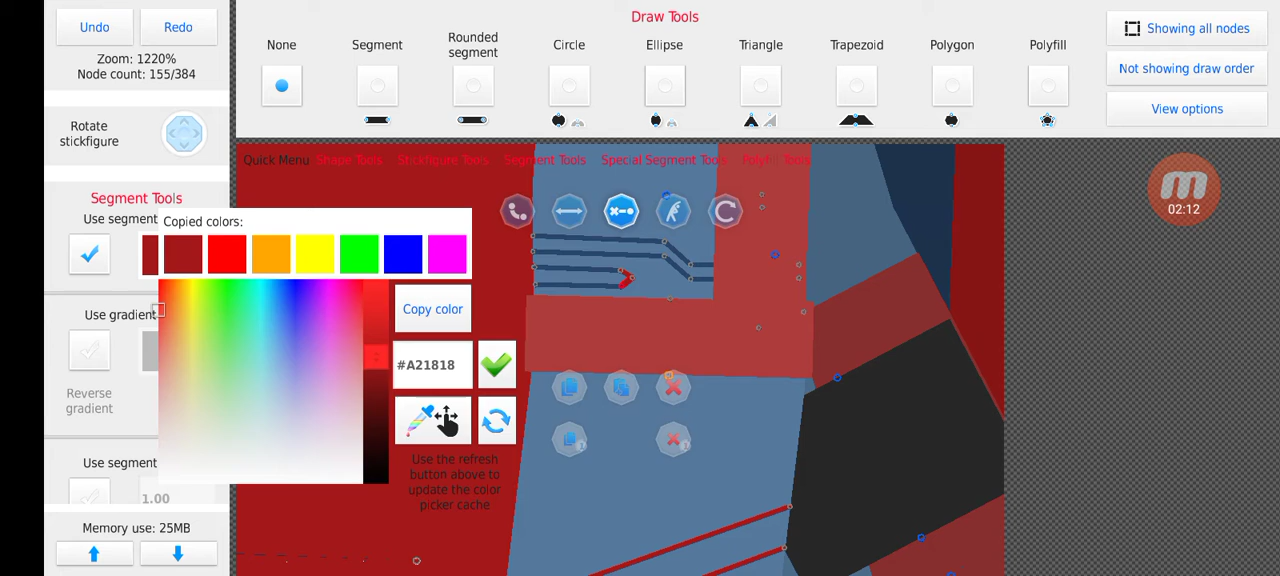 Undo
Redo
Zoom: 1220%
Node count: 155/384
Rotate
stickfigure
Segment Tools
Use segment
Use gradient
Reverse
gradient
Use segment
1.00
Memory use: 25MB
Draw Tools
None
Segment
Rounded
segment
Circle
Ellipse
Triangle
Trapezoid
Polygon
Polyfill
Showing all nodes
Not showing draw order
View options
Quick Menu
Shape Tools
Stickfigure Tools
Segment Tools
Special Segment Tools
Polyfill Tools
Copied colors:
Copy color
#A21818
Use the refresh
button above to
update the color
picker cache
02:12